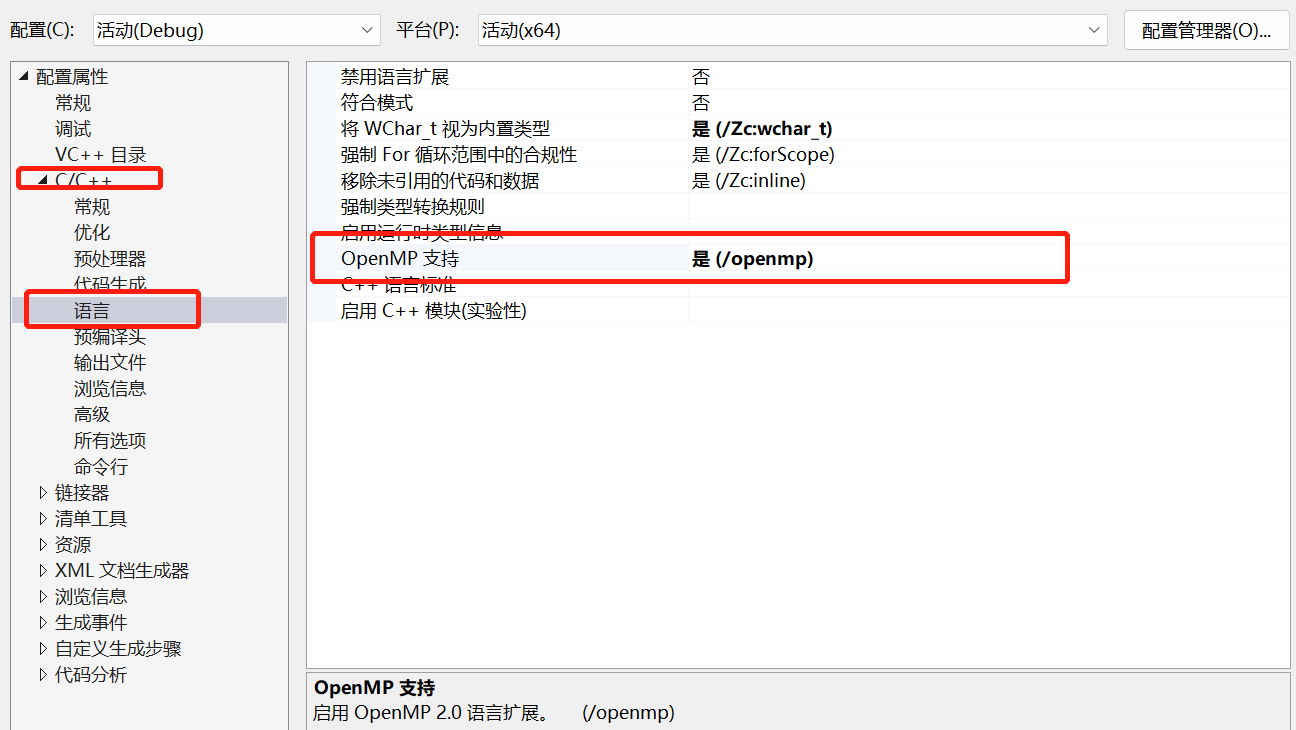 配置(C): 活动(Debug) 平台(P): 活动(x64) 配置管理器(O)...
配置属性
常规
调试
VC++ 目录
C/C++
常规
优化
预处理器
代码生成
语言
预编译头
输出文件
浏览信息
高级
所有选项
命令行
链接器
清单工具
资源
XML 文档生成器
浏览信息
生成事件
自定义生成步骤
代码分析
禁用语言扩展 否
符合模式 否
将 WChar_t 视为内置类型 是 (/Zc:wchar_t)
强制 For 循环范围中的合规性 是 (/Zc:forScope)
移除未引用的代码和数据 是 (/Zc:inline)
强制类型转换规则
启用运行时类型信息
OpenMP 支持 是 (/openmp)
C++ 语言标准
启用 C++ 模块(实验性)
OpenMP 支持
启用 OpenMP 2.0 语言扩展。 (/openmp)